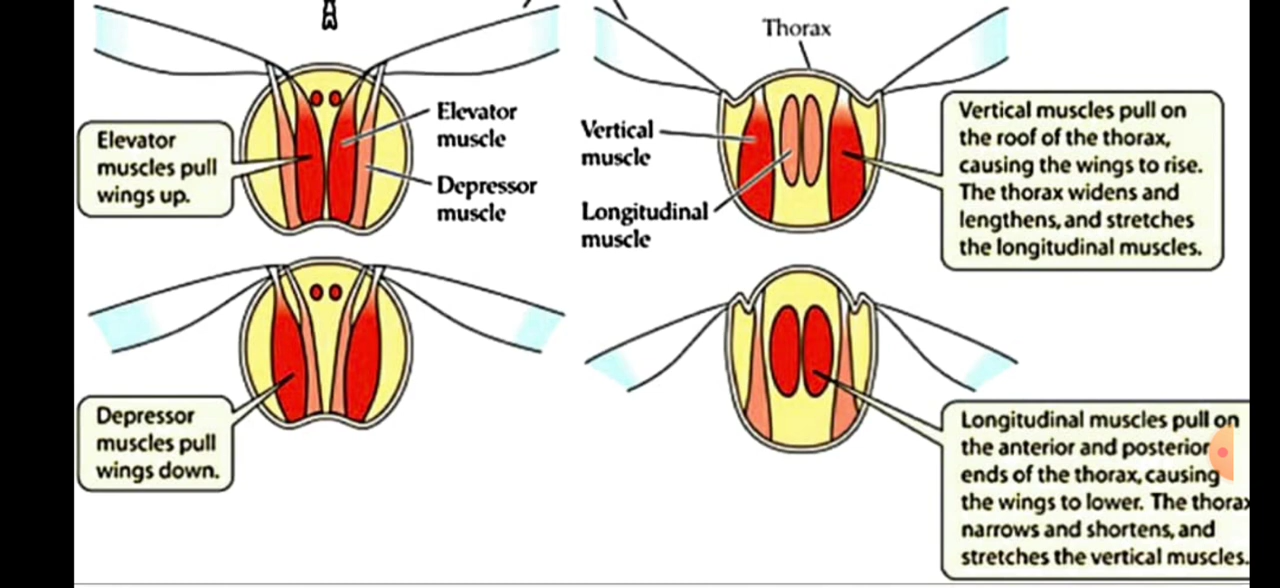 Thorax
Elevator
muscle
Elevator
muscles pull
wings up.
Depressor
muscle
Vertical
muscle
Longitudinal
muscle
Vertical muscles pull on
the roof of the thorax,
causing the wings to rise.
The thorax widens and
lengthens, and stretches
the longitudinal muscles.
Depressor
muscles pull
wings down.
Longitudinal muscles pull on
the anterior and posterior
ends of the thorax, causing
the wings to lower. The thorax
narrows and shortens, and
stretches the vertical muscles.